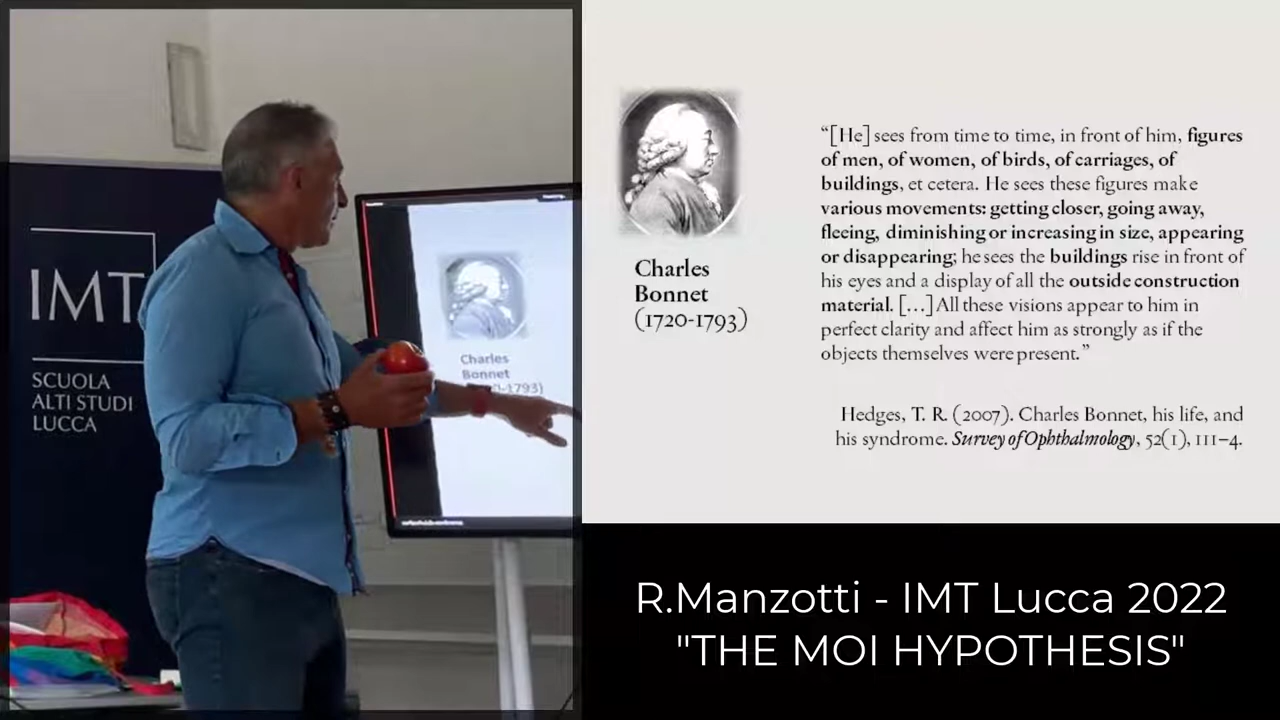 IMT
SCUOLA
ALTI STUDI
LUCCA
Charles
Bonnet
-1793)
Charles
Bonnet
(1720-1793)
“[He] sees from time to time, in front of him, figures
of men, of women, of birds, of carriages, of
buildings, et cetera. He sees these figures make
various movements: getting closer, going away,
fleeing, diminishing or increasing in size, appearing
or disappearing; he sees the buildings rise in front of
his eyes and a display of all the outside construction
material. […] All these visions appear to him in
perfect clarity and affect him as strongly as if the
objects themselves were present.”
Hedges, T. R. (2007). Charles Bonnet, his life, and
his syndrome. Survey of Ophthalmology, 52(1), 111–4.
R.Manzotti - IMT Lucca 2022
"THE MOI HYPOTHESIS"